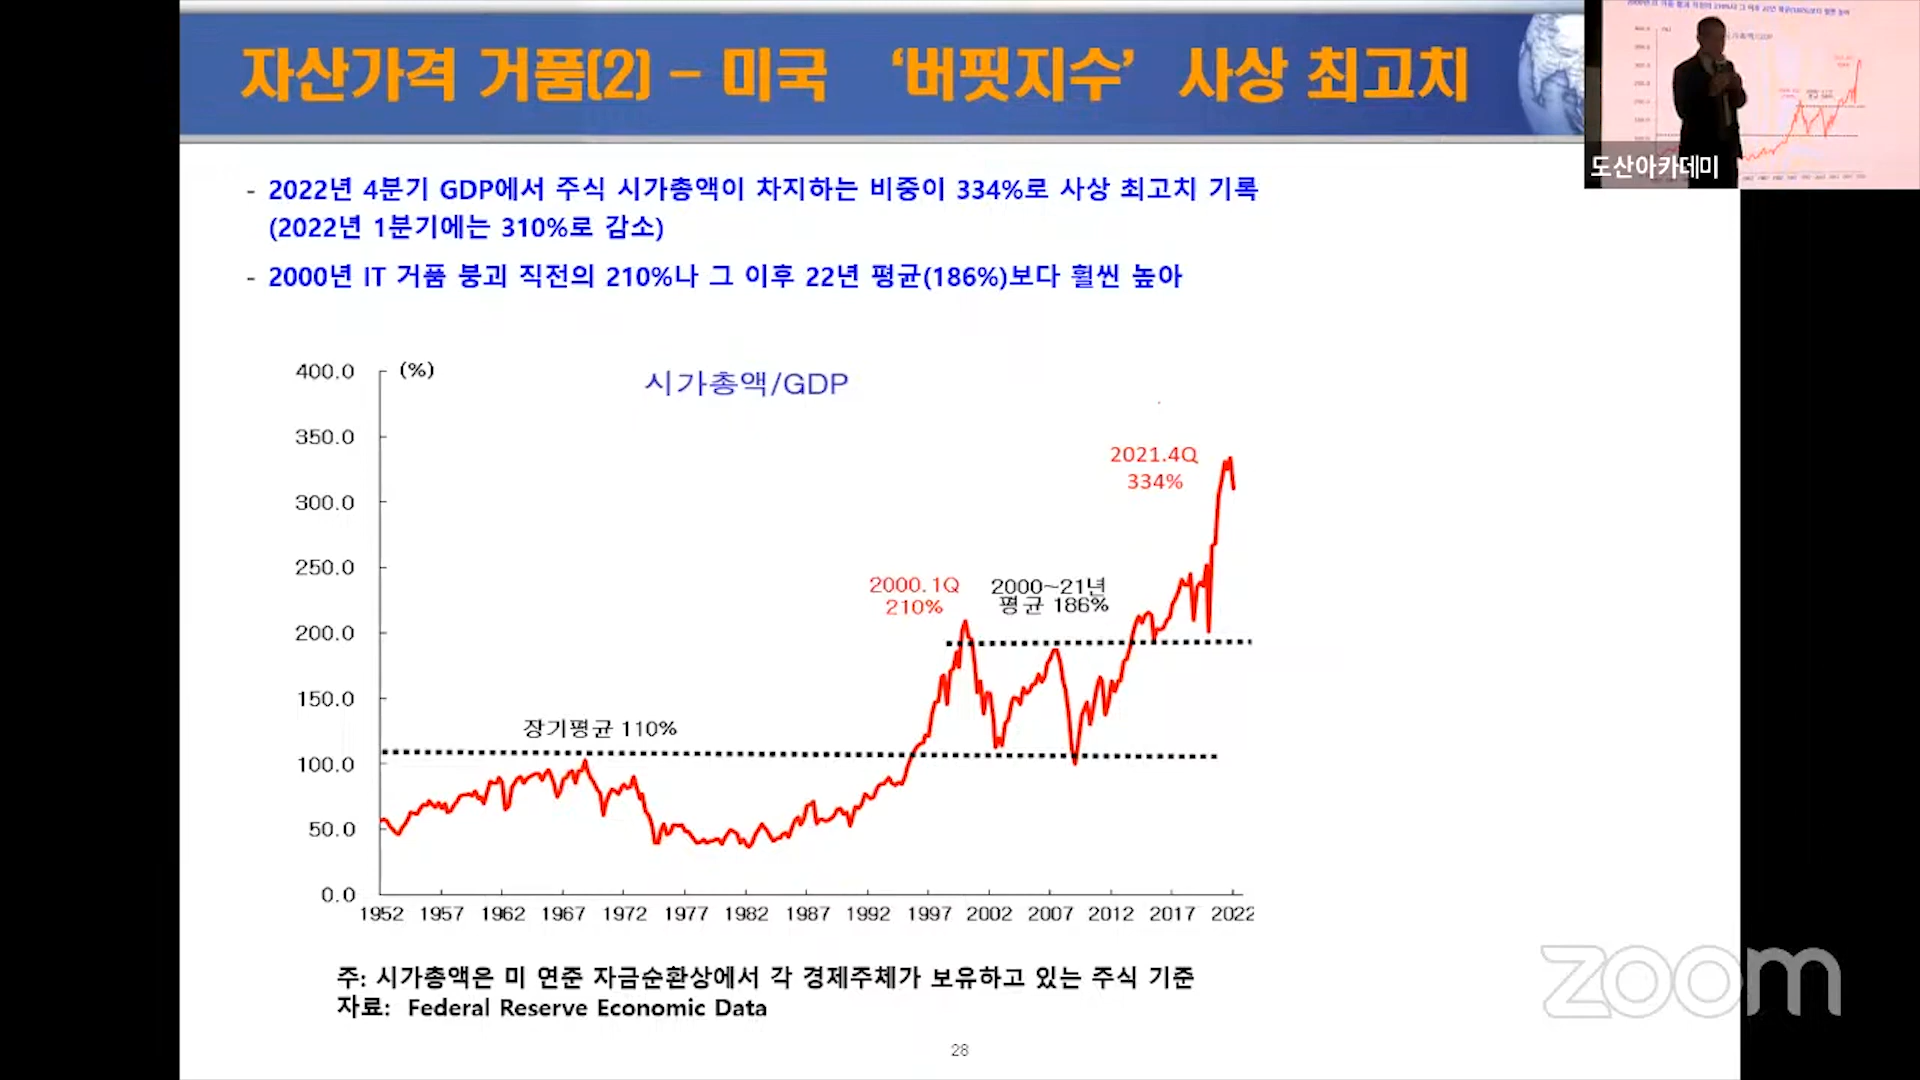 자산가격 거품(2) - 미국 '버핏지수' 사상 최고치
- 2022년 4분기 GDP에서 주식 시가총액이 차지하는 비중이 334%로 사상 최고치 기록
(2022년 1분기에는 310%로 감소)
- 2000년 IT 거품 붕괴 직전의 210%나 그 이후 22년 평균(186%)보다 훨씬 높아
도산아카데미
시가총액/GDP
(%)
400.0
350.0
300.0
250.0
200.0
150.0
100.0
50.0
0.0
2021.4Q
334%
2000.1Q
210%
2000~21년
평균 186%
장기평균 110%
1952 1957 1962 1967 1972 1977 1982 1987 1992 1997 2002 2007 2012 2017 2022
주: 시가총액은 미 연준 자금순환상에서 각 경제주체가 보유하고 있는 주식 기준
자료: Federal Reserve Economic Data
28
zoom